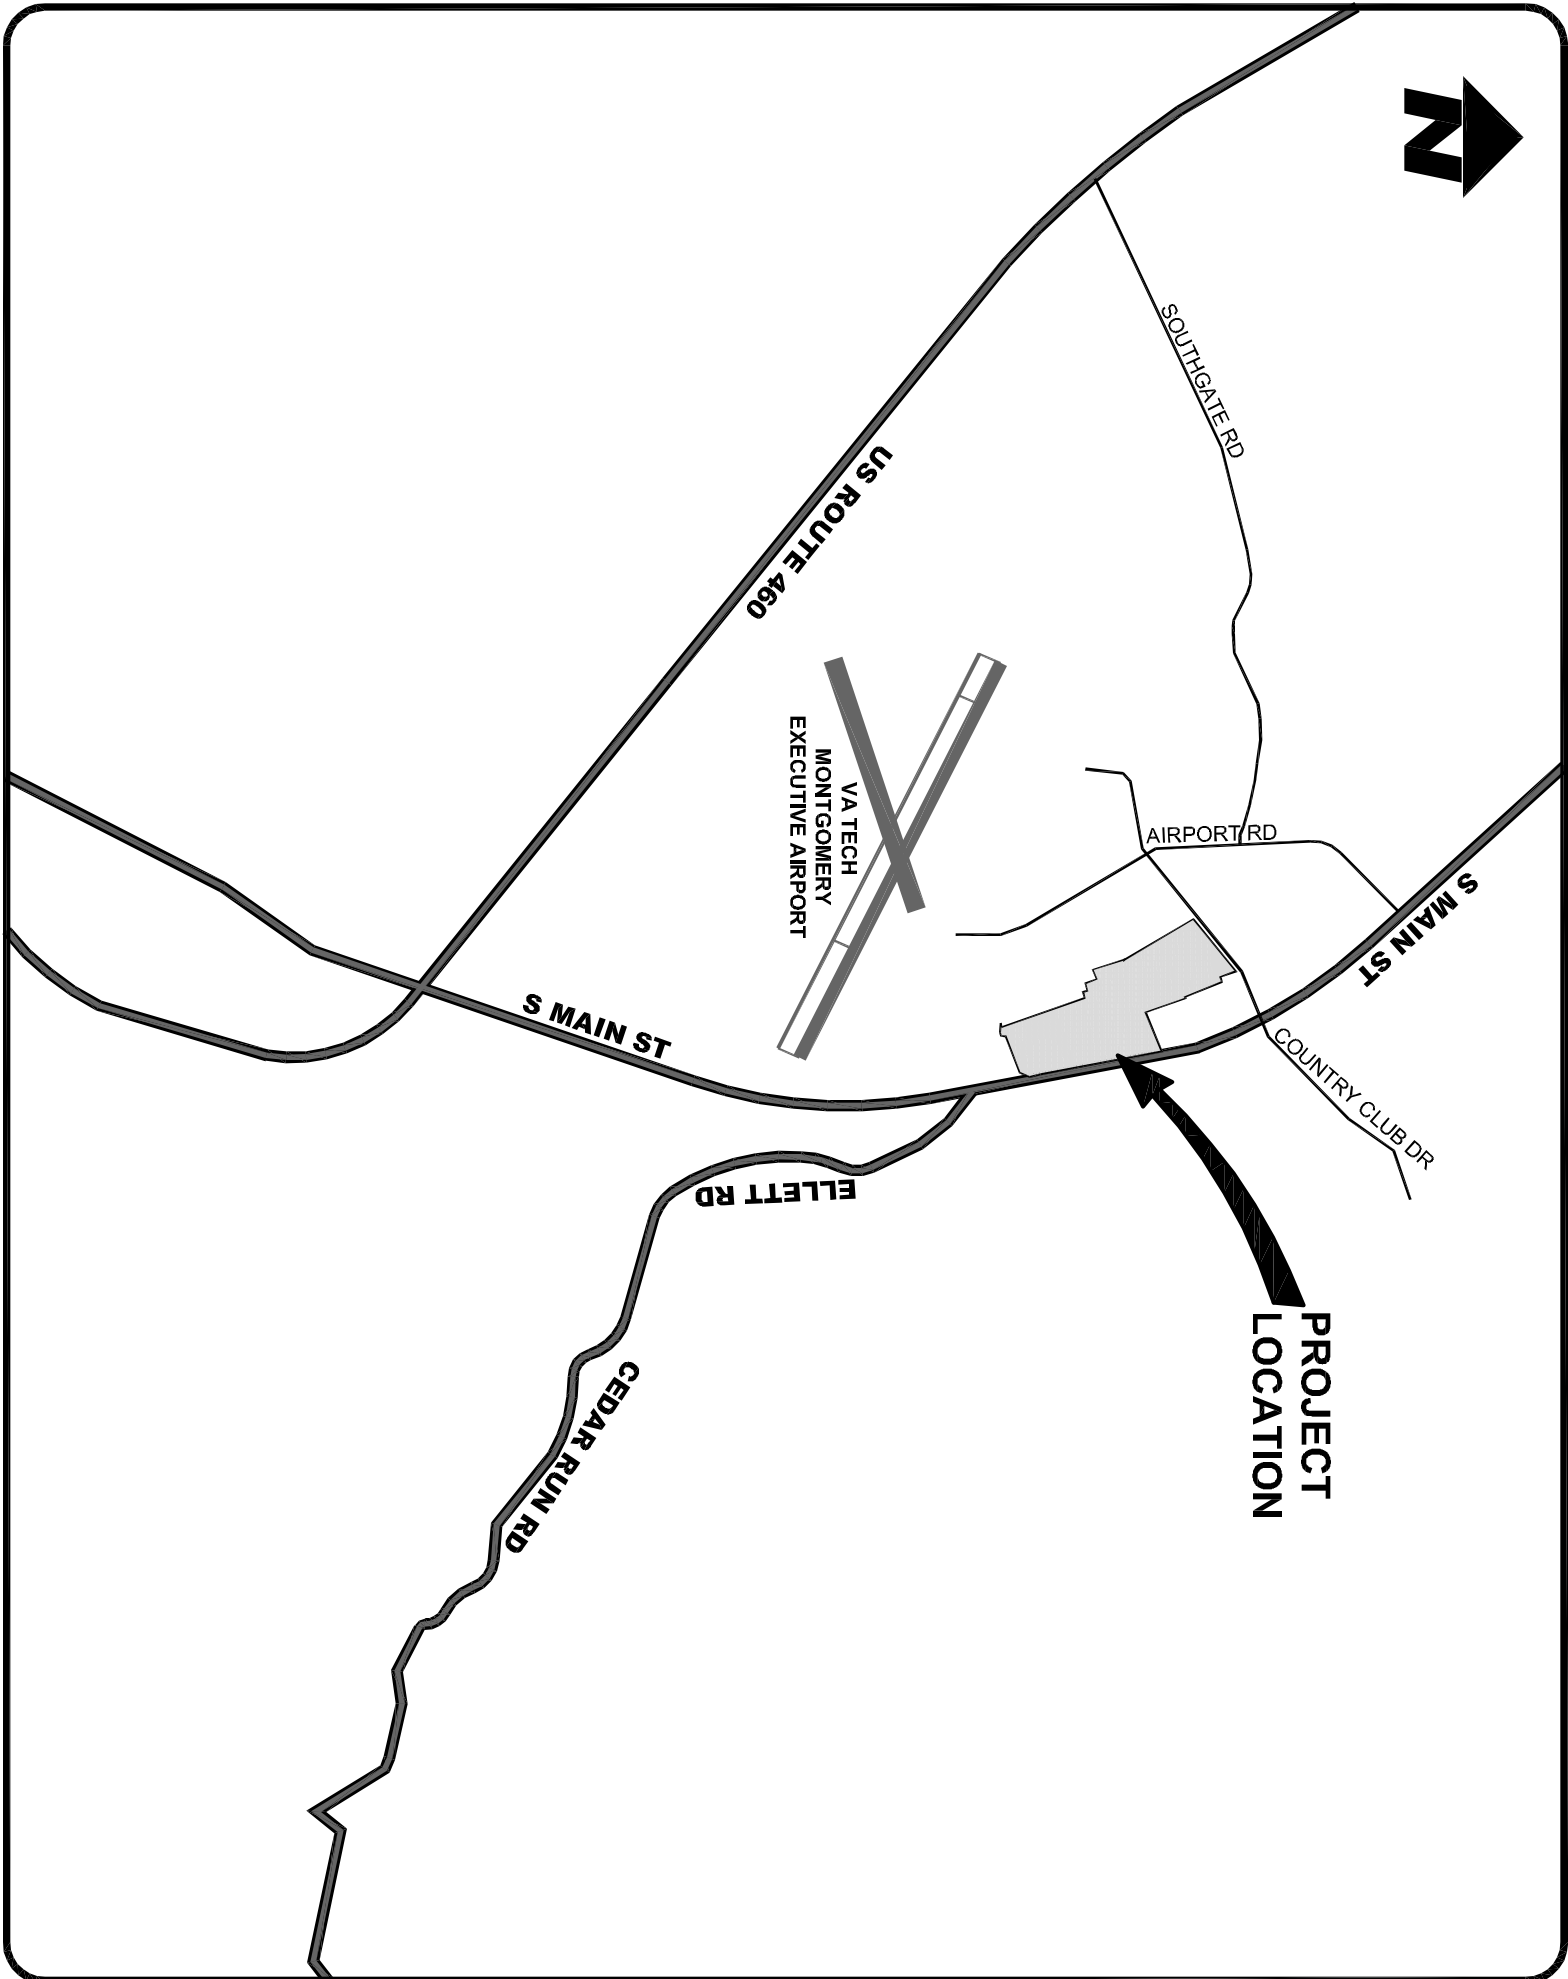 N
SOUTHGATE RD
US ROUTE 460
VA TECH
MONTGOMERY
EXECUTIVE AIRPORT
AIRPORT RD
S MAIN ST
S MAIN ST
COUNTRY CLUB DR
ELLETT RD
PROJECT
LOCATION
CEDAR RUN RD